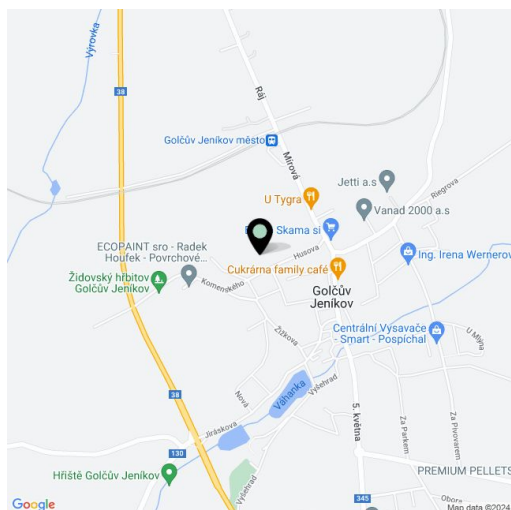 Výrovka
38
Ráj
Golčův Jeníkov město
Mírová
Jetti a.s
Riegrova
U Tygra
Vanad 2000 a.s
Skama si
ECOPAINT sro - Radek
Houfek - Povrchové...
Husova
Ing. Irena Wernerov
Židovský hřbitov
Golčův Jeníkov
Cukrárna family café
Komenského
Golčův
Jeníkov
Centrální Vysavače
- Smart - Pospíchal
U Mlýna
Žižkova
Váhanka
Vyšehrad
38
Nová
Jiráskova
5. května
Za Parkem
Za Pivovarem
130
Hřiště Golčův Jeníkov
PREMIUM PELLETS
Vyšehrad
345
Obora
Google
Map data ©2024